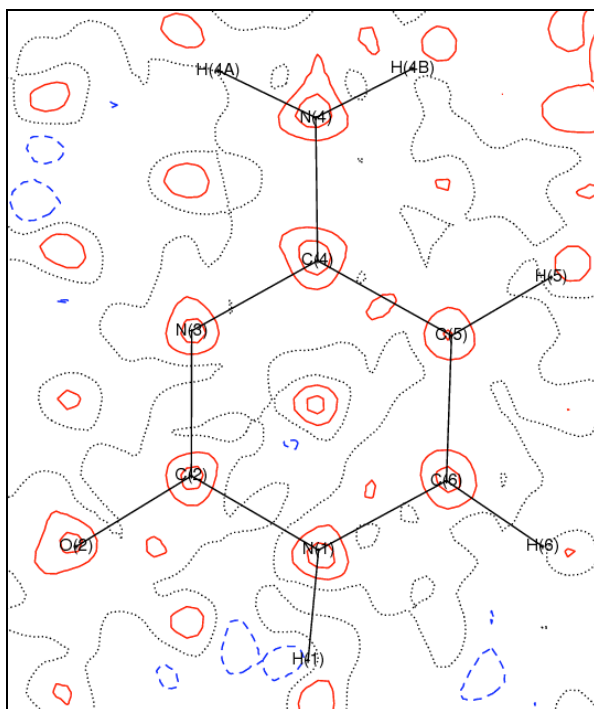 H(4A) H(4B)
N(4)
C(4)
H(5)
N(3) C(5)
C(2) C(6)
O(2) N(1) H(6)
H(1)